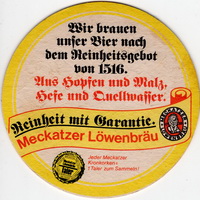 Wir brauen
unser Bier nach
dem Reinheitsgebot
von 1516.
Aus Hopfen und Malz,
Hefe und Quellwasser.
Reinheit mit Garantie.
Meckatzer Löwenbräu
Jeder Meckatzer
Kronkorken=
1 Taler zum Sammeln!